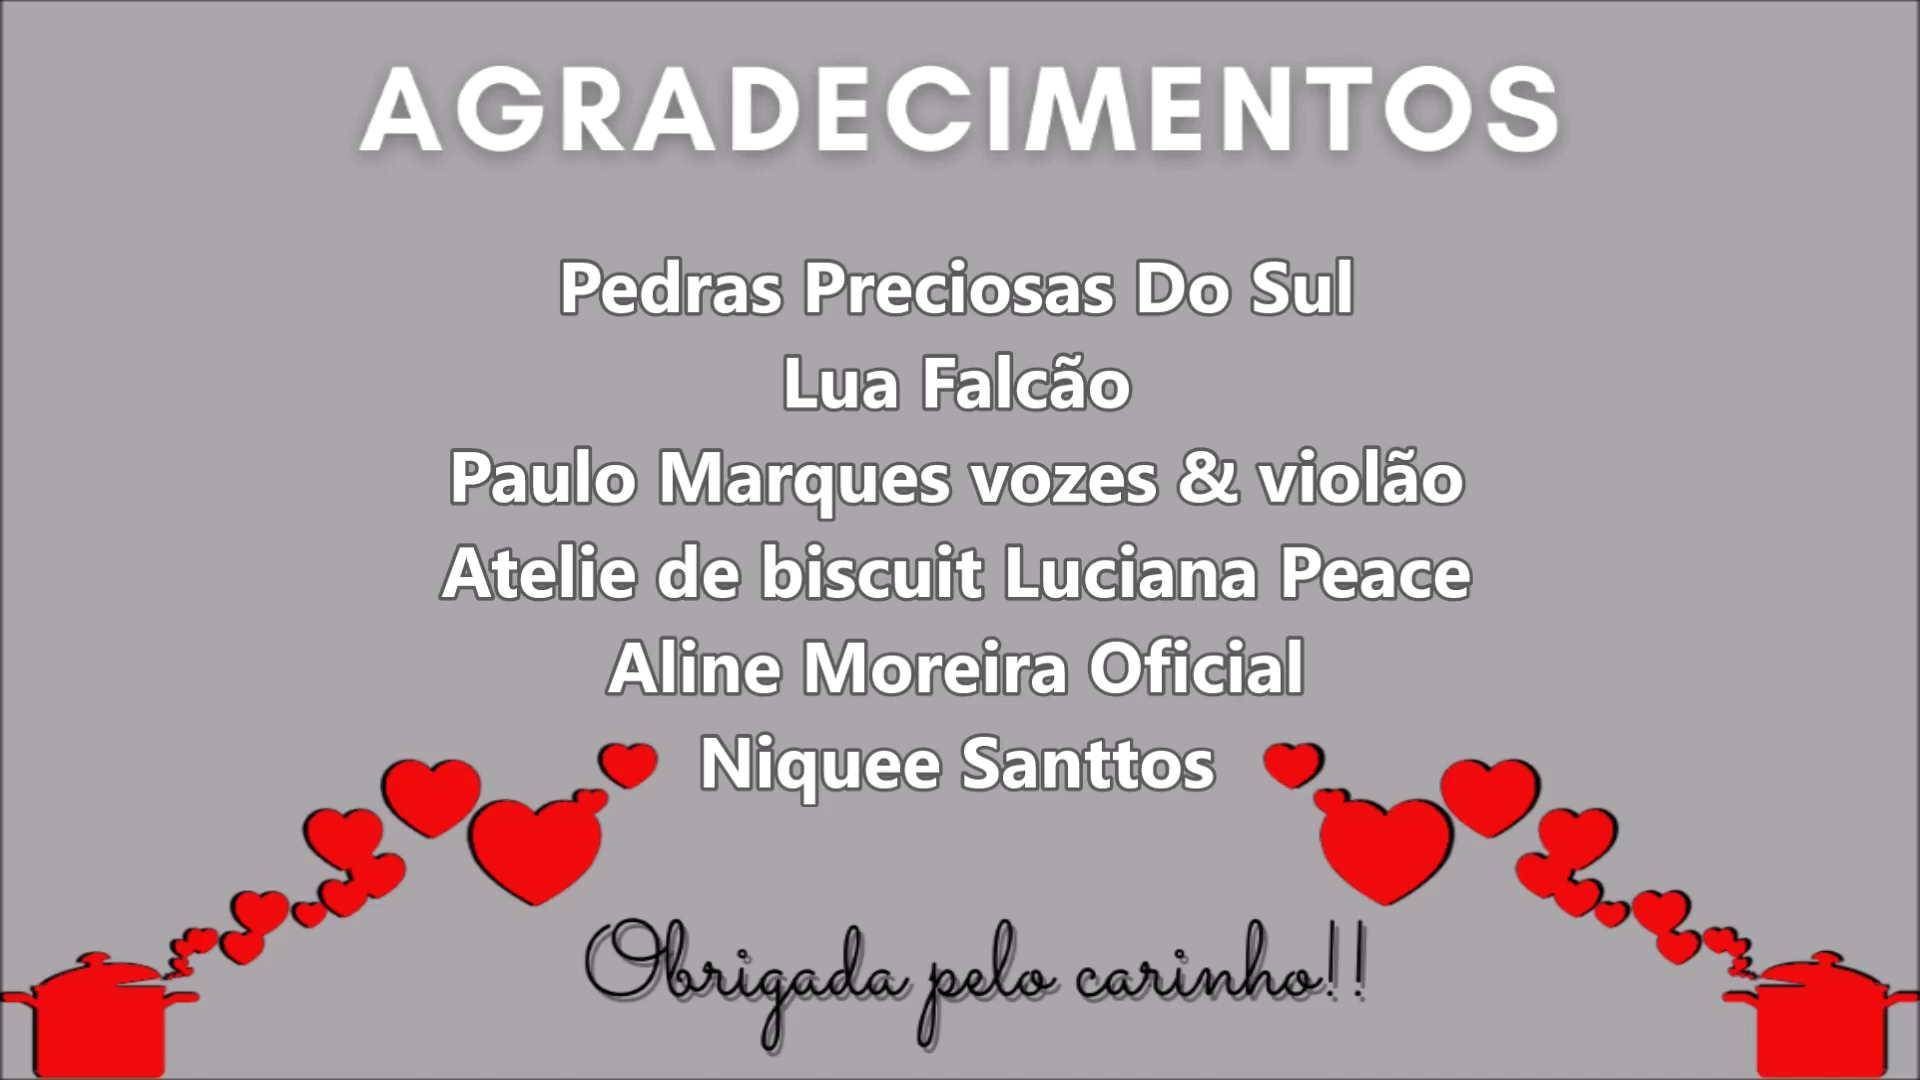 AGRADECIMENTOS
Pedras Preciosas Do Sul
Lua Falcão
Paulo Marques vozes & violão
Atelie de biscuit Luciana Peace
Aline Moreira Oficial
Niquee Santtos
Obrigada pelo carinho!!